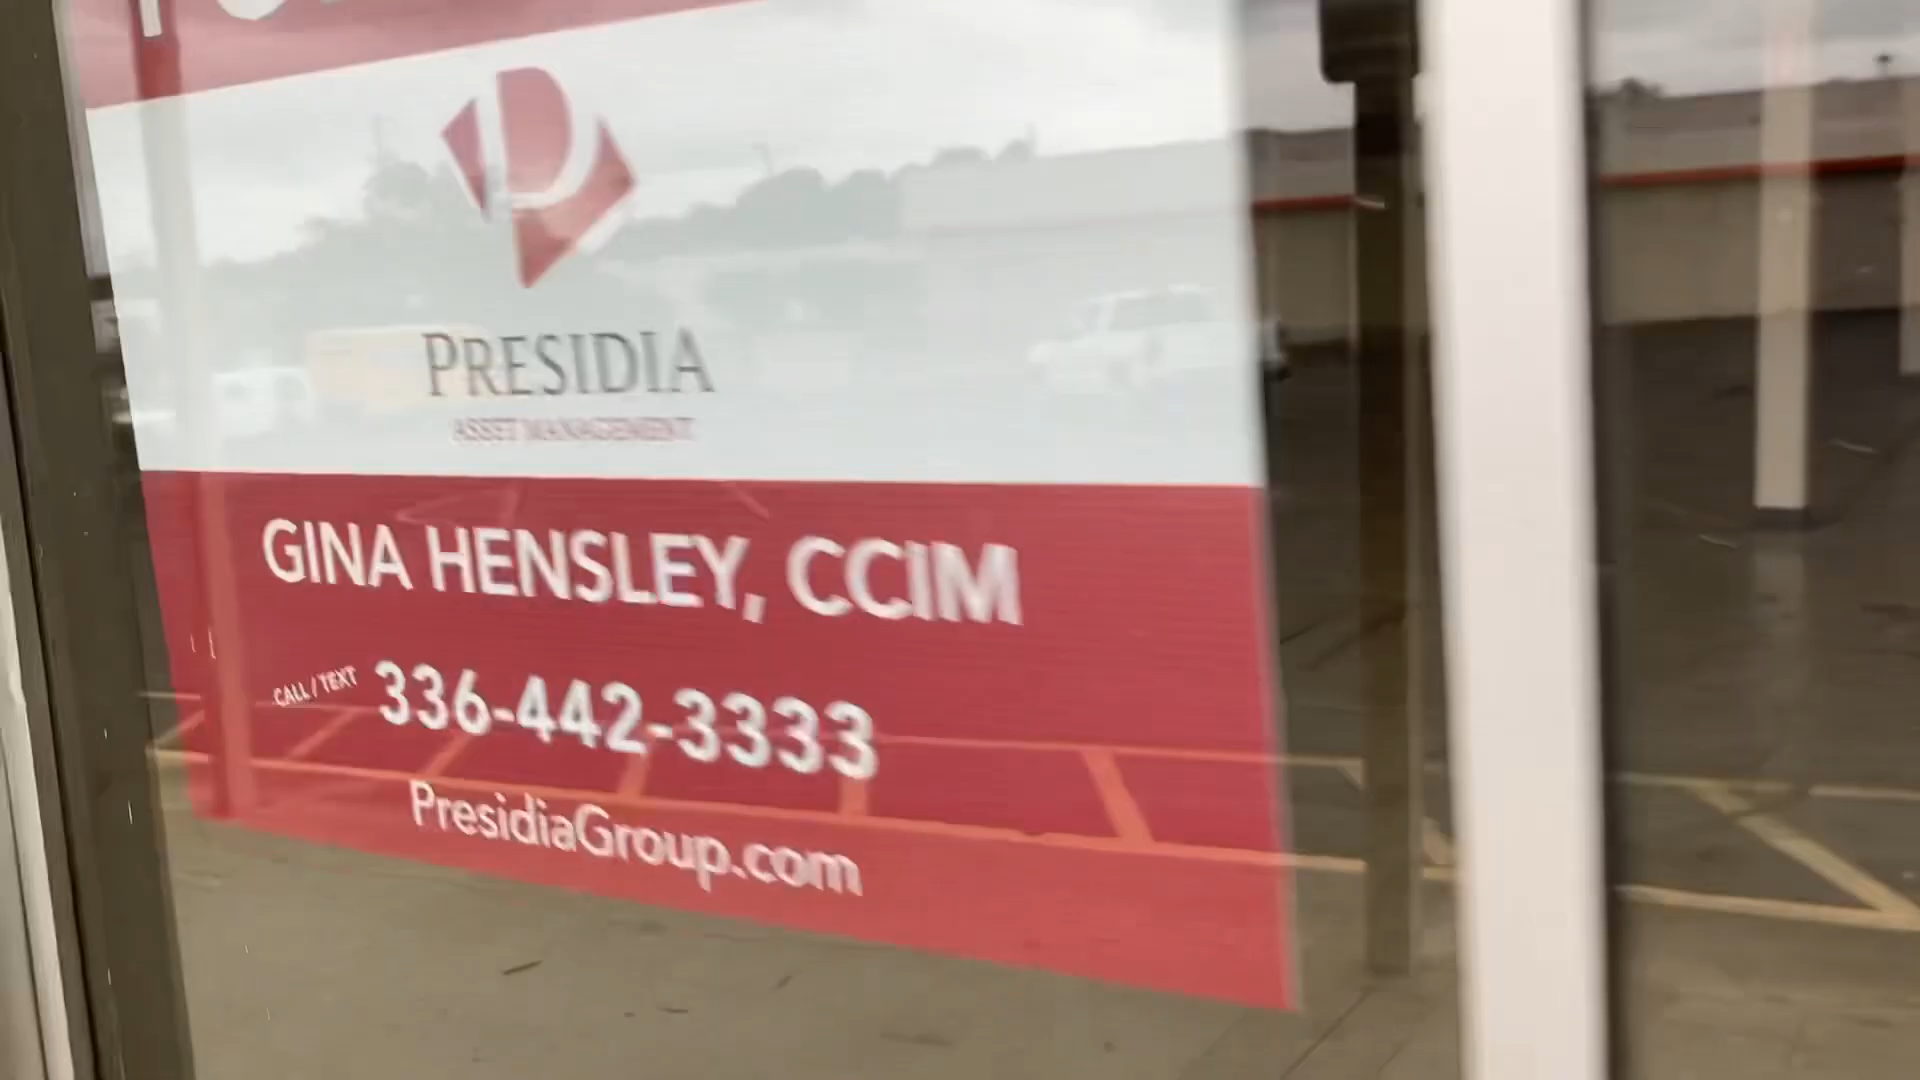 PRESIDIA
ASSET MANAGEMENT
GINA HENSLEY, CCIM
CALL / TEXT 336-442-3333
PresidiaGroup.com